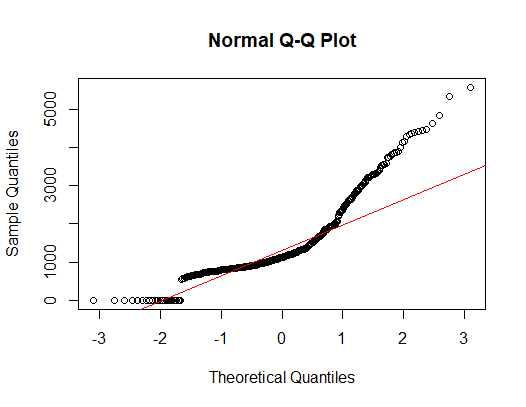 Normal Q-Q Plot
Sample Quantiles
5000
3000
1000
0
-3 -2 -1 0 1 2 3
Theoretical Quantiles